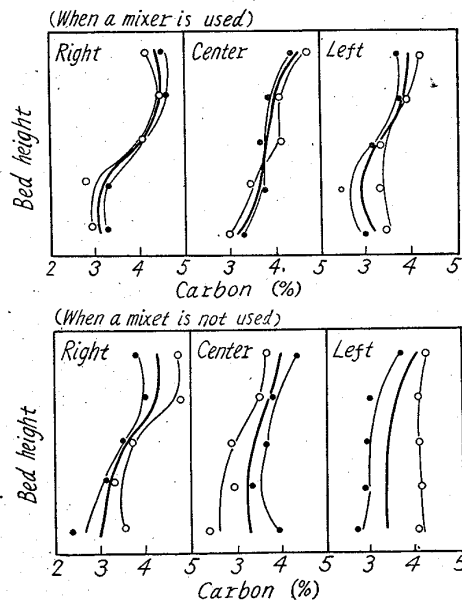 (When a mixer is used)
Right Center Left
Bed height
2 3 4 5 3 4 5 3 4 5
Carbon (%)
(When a mixet is not used)
Right Center Left
Bed height
2 3 4 5 3 4 5 3 4 3
Carbon (%)